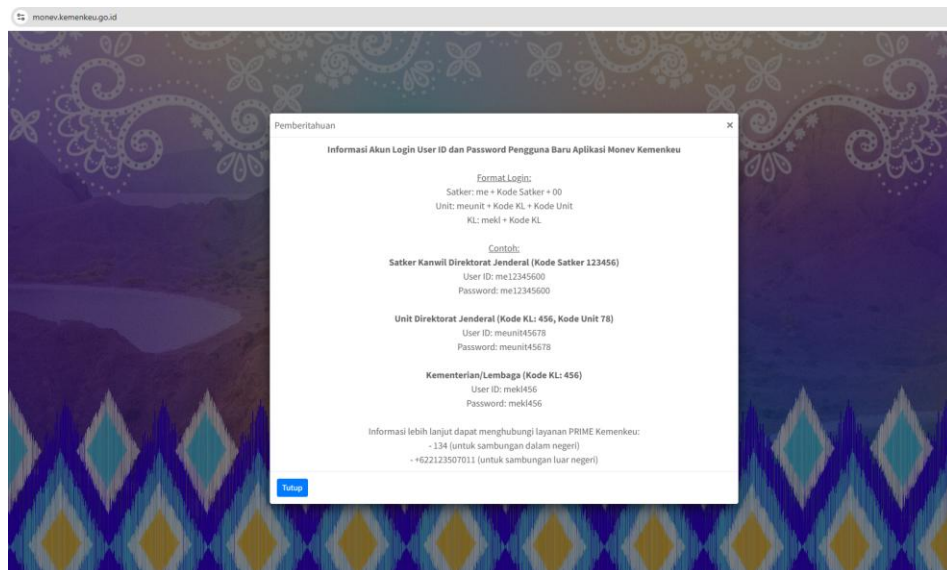 monev.kemenkeu.go.id
Pemberitahuan ×
Informasi Akun Login User ID dan Password Pengguna Baru Aplikasi Monev Kemenkeu
Format Login:
Satker: me + Kode Satker + 00
Unit: meunit + Kode KL + Kode Unit
KL: mekl + Kode KL
Contoh:
Satker Kanwil Direktorat Jenderal (Kode Satker 123456)
User ID: me12345600
Password: me12345600
Unit Direktorat Jenderal (Kode KL: 456, Kode Unit 78)
User ID: meunit45678
Password: meunit45678
Kementerian/Lembaga (Kode KL: 456)
User ID: mekl456
Password: mekl456
Informasi lebih lanjut dapat menghubungi layanan PRIME Kemenkeu:
- 134 (untuk sambungan dalam negeri)
- +622123507011 (untuk sambungan luar negeri)
Tutup